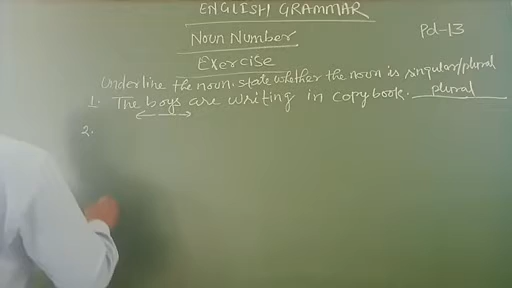 ENGLISH GRAMMAR
Pd-13
Noun Number
Exercise
Underline the noun. state whether the noun is singular/plural
1. The boys are writing in copybook. plural
2.